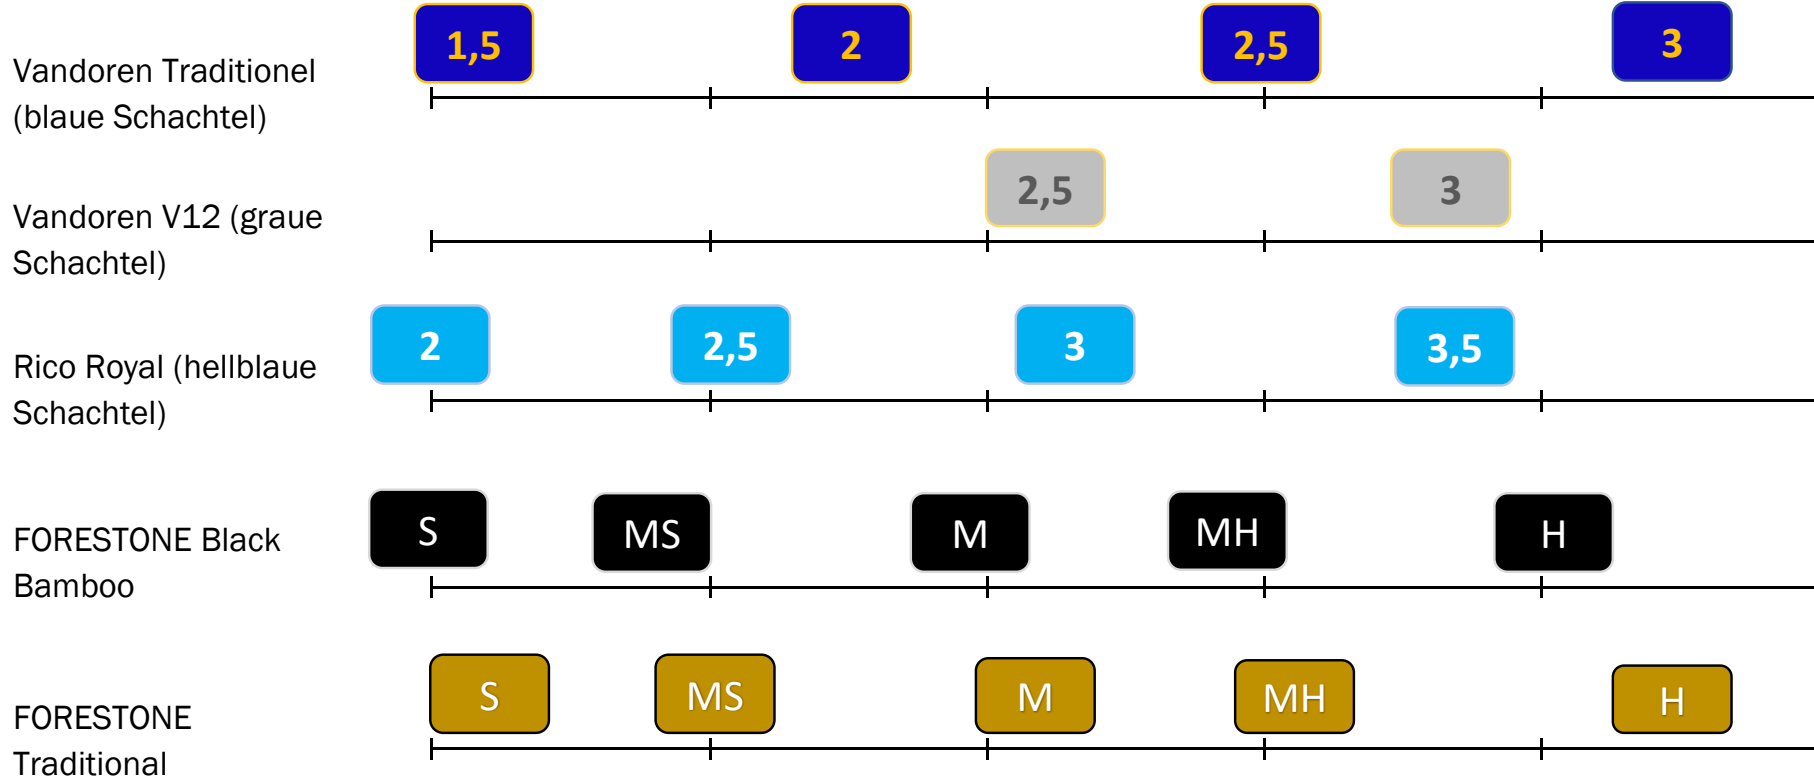 1,5 2 2,5 3
Vandoren Traditionel
(blaue Schachtel)
2,5 3
Vandoren V12 (graue
Schachtel)
2 2,5 3 3,5
Rico Royal (hellblaue
Schachtel)
S MS M MH H
FORESTONE Black
Bamboo
S MS M MH H
FORESTONE
Traditional